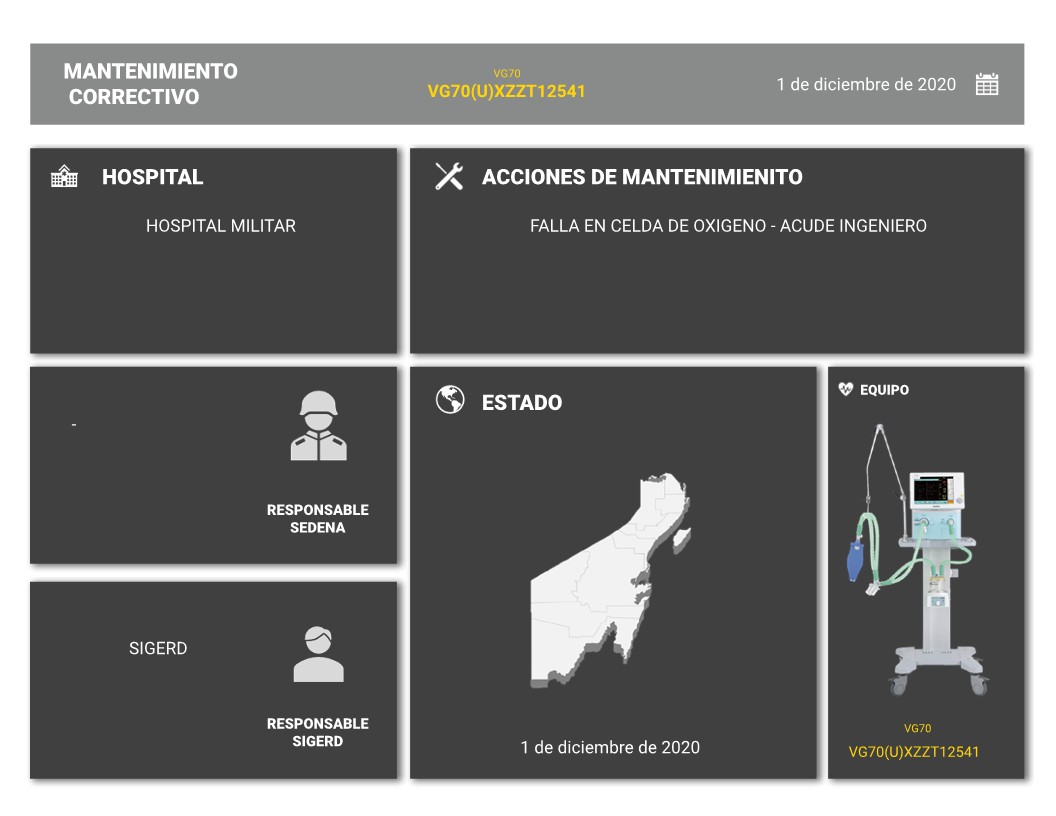 MANTENIMIENTO
CORRECTIVO
VG70
VG70(U)XZZT12541
1 de diciembre de 2020
HOSPITAL
HOSPITAL MILITAR
ACCIONES DE MANTENIMIENITO
FALLA EN CELDA DE OXIGENO - ACUDE INGENIERO
-
RESPONSABLE
SEDENA
SIGERD
RESPONSABLE
SIGERD
ESTADO
1 de diciembre de 2020
EQUIPO
VG70
VG70(U)XZZT12541